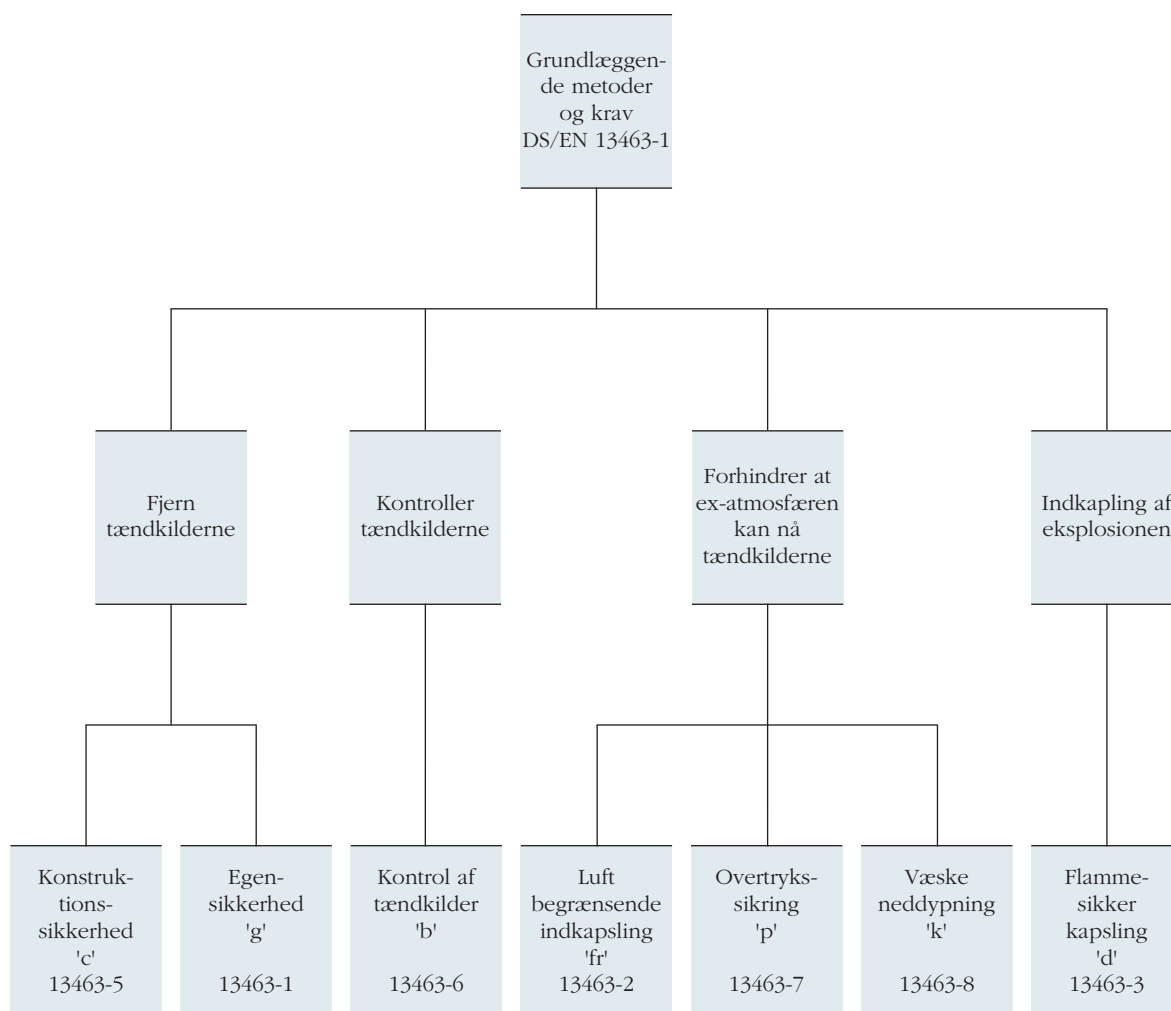 Grundlæggen-
de metoder
og krav
DS/EN 13463-1
Fjern
tændkilderne
Kontroller
tændkilderne
Forhindrer at
ex-atmosfæren
kan nå
tændkilderne
Indkapling af
eksplosionen
Konstruk-
tions-
sikkerhed
'c'
13463-5
Egen-
sikkerhed
'g'
13463-1
Kontrol af
tændkilder
'b'
13463-6
Luft
begrænsende
indkapsling
'fr'
13463-2
Overtryks-
sikring
'p'
13463-7
Væske
neddypning
'k'
13463-8
Flamme-
sikker
kapsling
'd'
13463-3